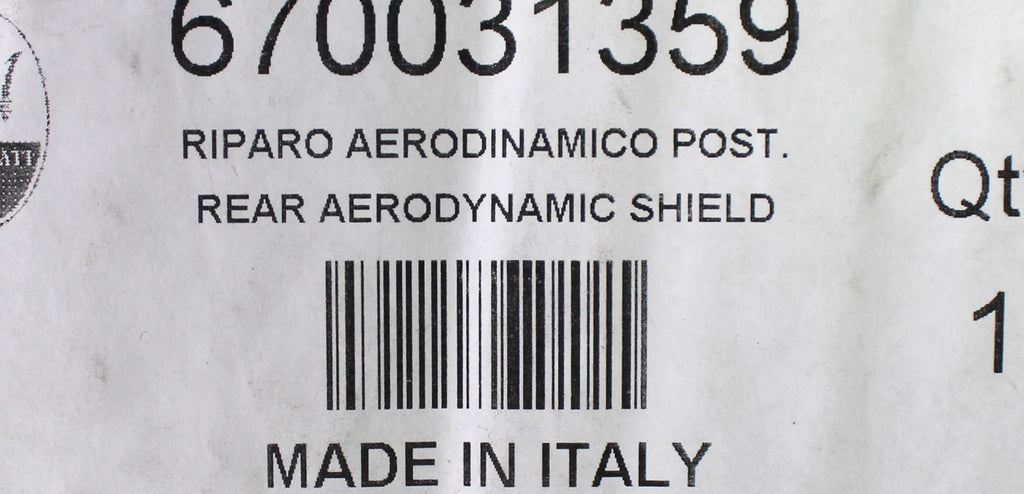 670031359
RIPARO AERODINAMICO POST.
REAR AERODYNAMIC SHIELD
Qt
1
MADE IN ITALY